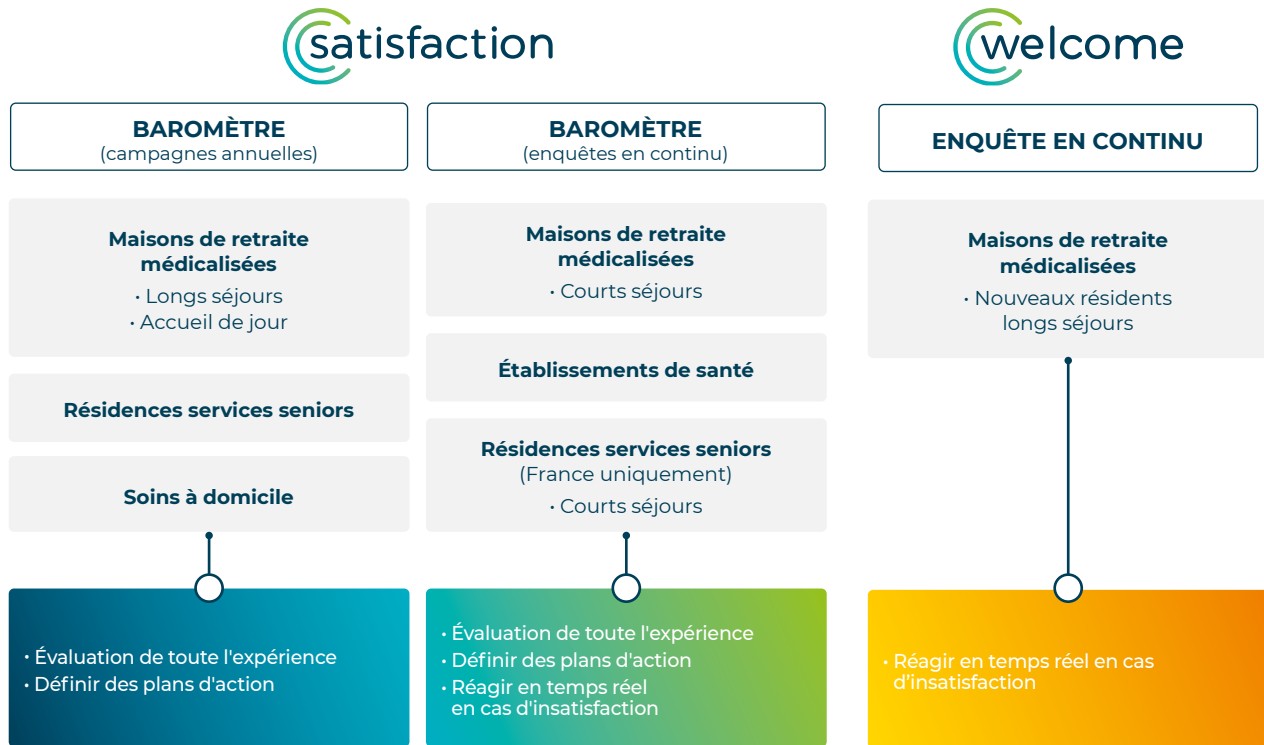 satisfaction
welcome
BAROMÈTRE
(campagnes annuelles)
Maisons de retraite
médicalisées
· Longs séjours
· Accueil de jour
Résidences services seniors
Soins à domicile
· Évaluation de toute l'expérience
· Définir des plans d'action
BAROMÈTRE
(enquêtes en continu)
Maisons de retraite
médicalisées
· Courts séjours
Établissements de santé
Résidences services seniors
(France uniquement)
· Courts séjours
· Évaluation de toute l'expérience
· Définir des plans d'action
· Réagir en temps réel
en cas d'insatisfaction
ENQUÊTE EN CONTINU
Maisons de retraite
médicalisées
· Nouveaux résidents
longs séjours
· Réagir en temps réel en cas
d’insatisfaction